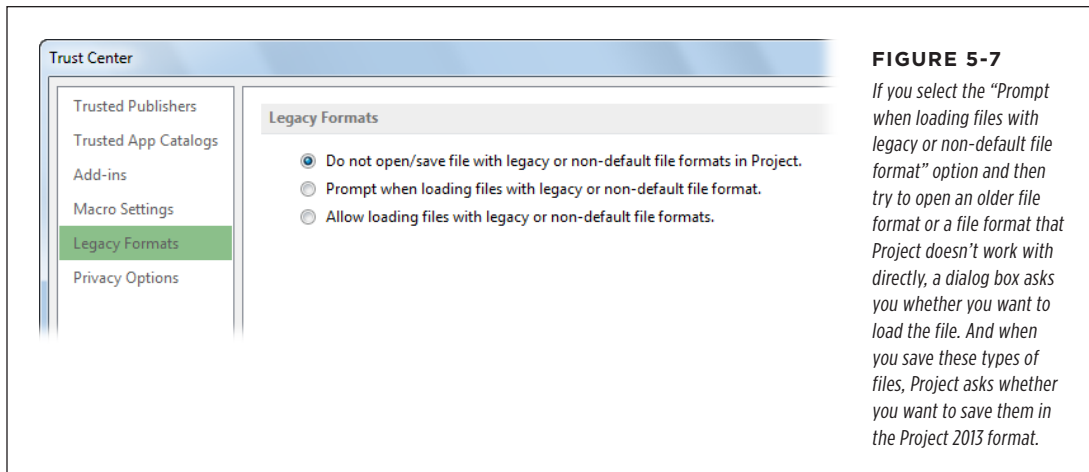 Trust Center
Trusted Publishers
Trusted App Catalogs
Add-ins
Macro Settings
Legacy Formats
Privacy Options
Legacy Formats
Do not open/save file with legacy or non-default file formats in Project.
Prompt when loading files with legacy or non-default file format.
Allow loading files with legacy or non-default file formats.
FIGURE 5-7
If you select the “Prompt
when loading files with
legacy or non-default file
format” option and then
try to open an older file
format or a file format that
Project doesn’t work with
directly, a dialog box asks
you whether you want to
load the file. And when
you save these types of
files, Project asks whether
you want to save them in
the Project 2013 format.